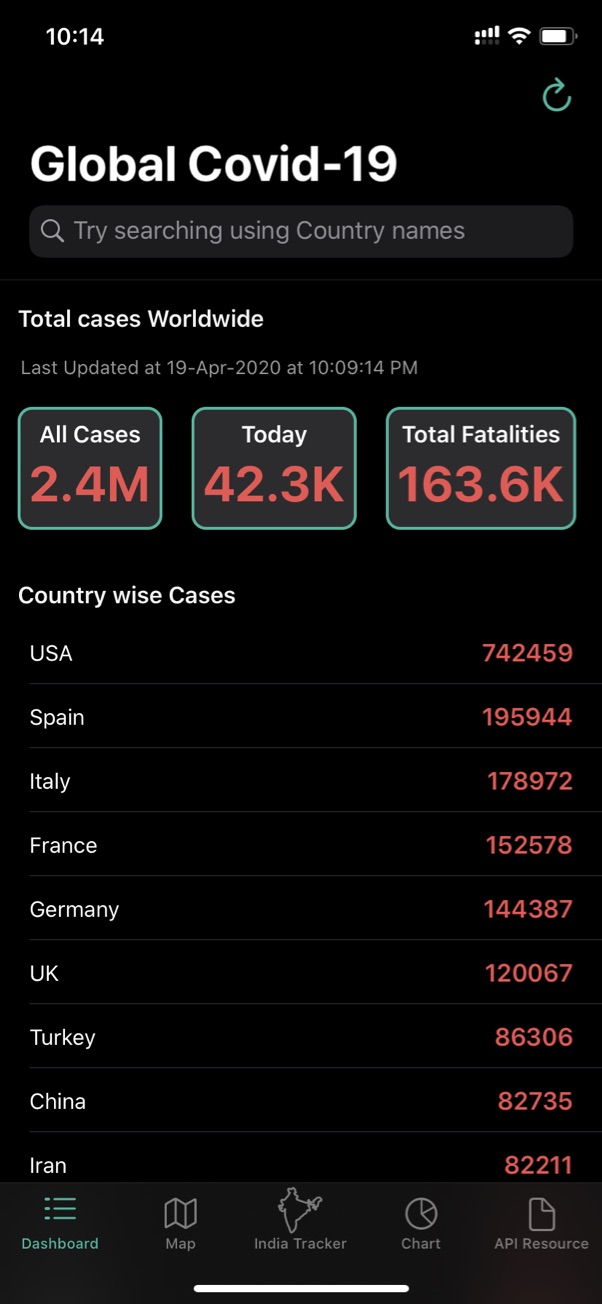 10:14
Global Covid-19
Try searching using Country names
Total cases Worldwide
Last Updated at 19-Apr-2020 at 10:09:14 PM
All Cases Today Total Fatalities
2.4M 42.3K 163.6K
Country wise Cases
USA 742459
Spain 195944
Italy 178972
France 152578
Germany 144387
UK 120067
Turkey 86306
China 82735
Iran 82211
Dashboard Map India Tracker Chart API Resource